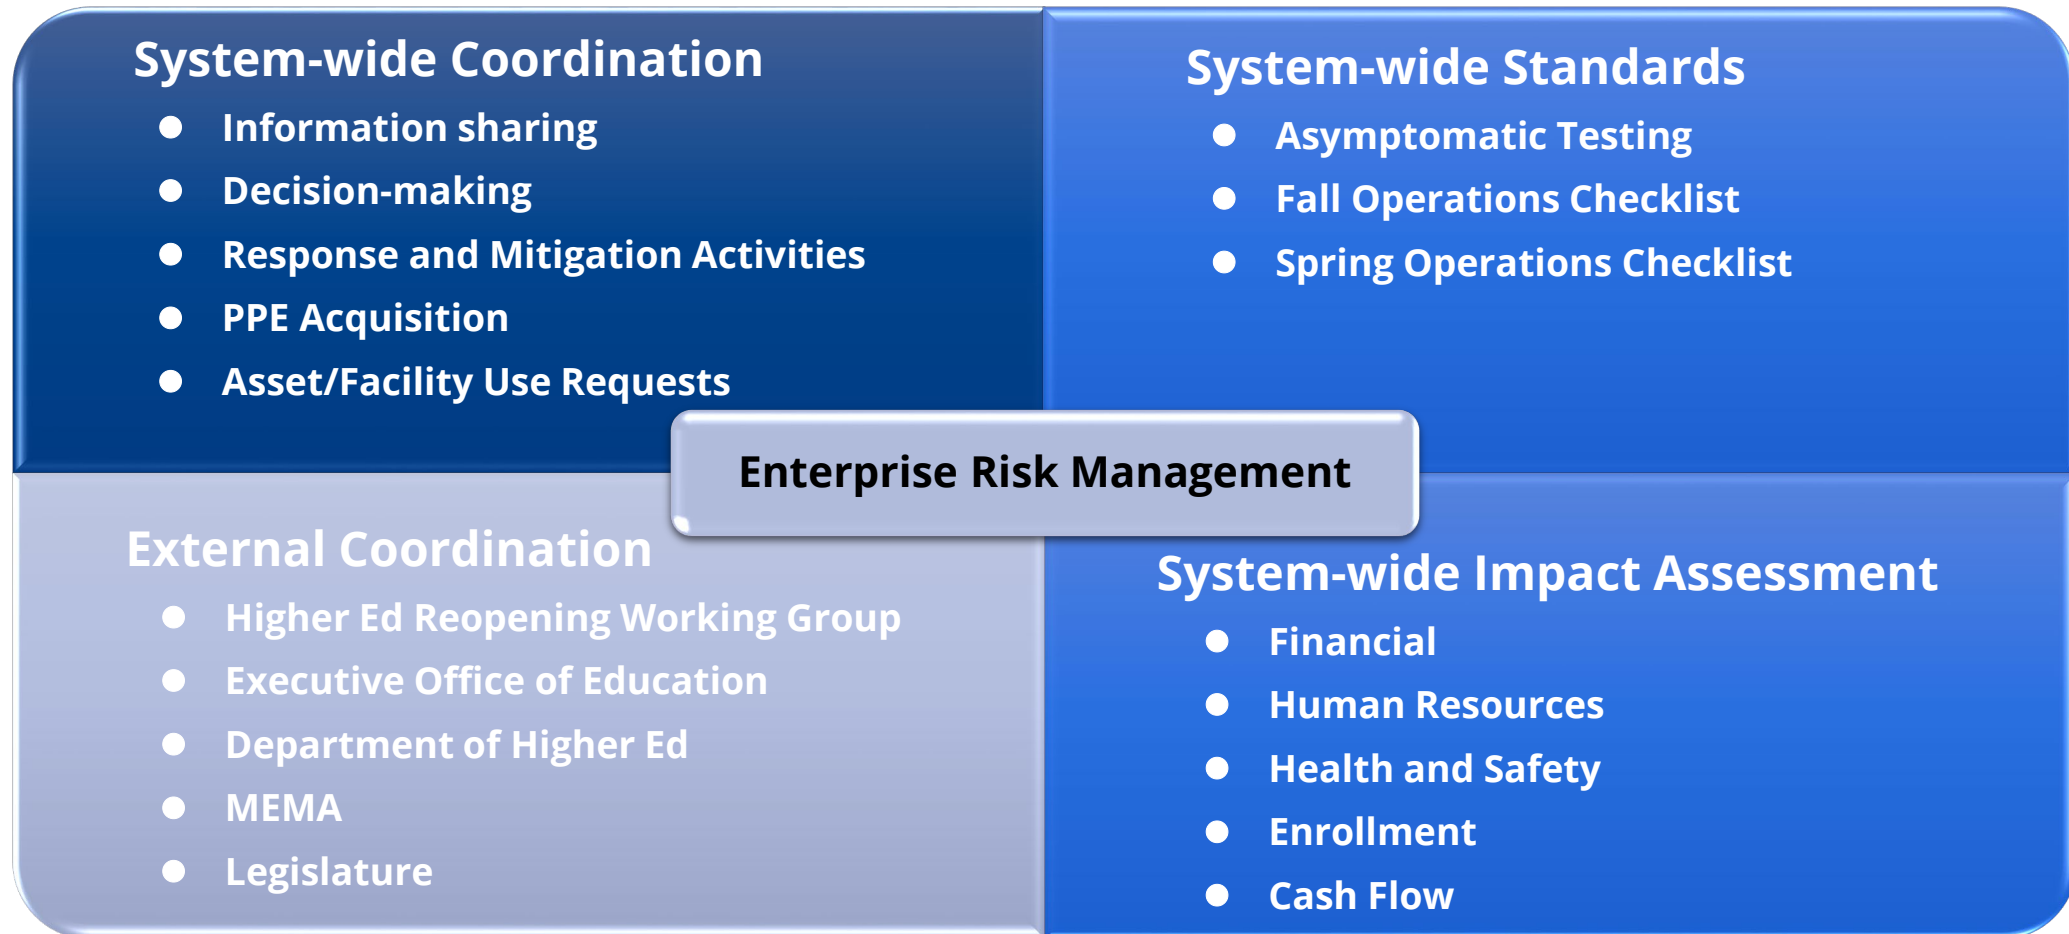 System-wide Coordination
● Information sharing
● Decision-making
● Response and Mitigation Activities
● PPE Acquisition
● Asset/Facility Use Requests
System-wide Standards
● Asymptomatic Testing
● Fall Operations Checklist
● Spring Operations Checklist
Enterprise Risk Management
External Coordination
● Higher Ed Reopening Working Group
● Executive Office of Education
● Department of Higher Ed
● MEMA
● Legislature
System-wide Impact Assessment
● Financial
● Human Resources
● Health and Safety
● Enrollment
● Cash Flow